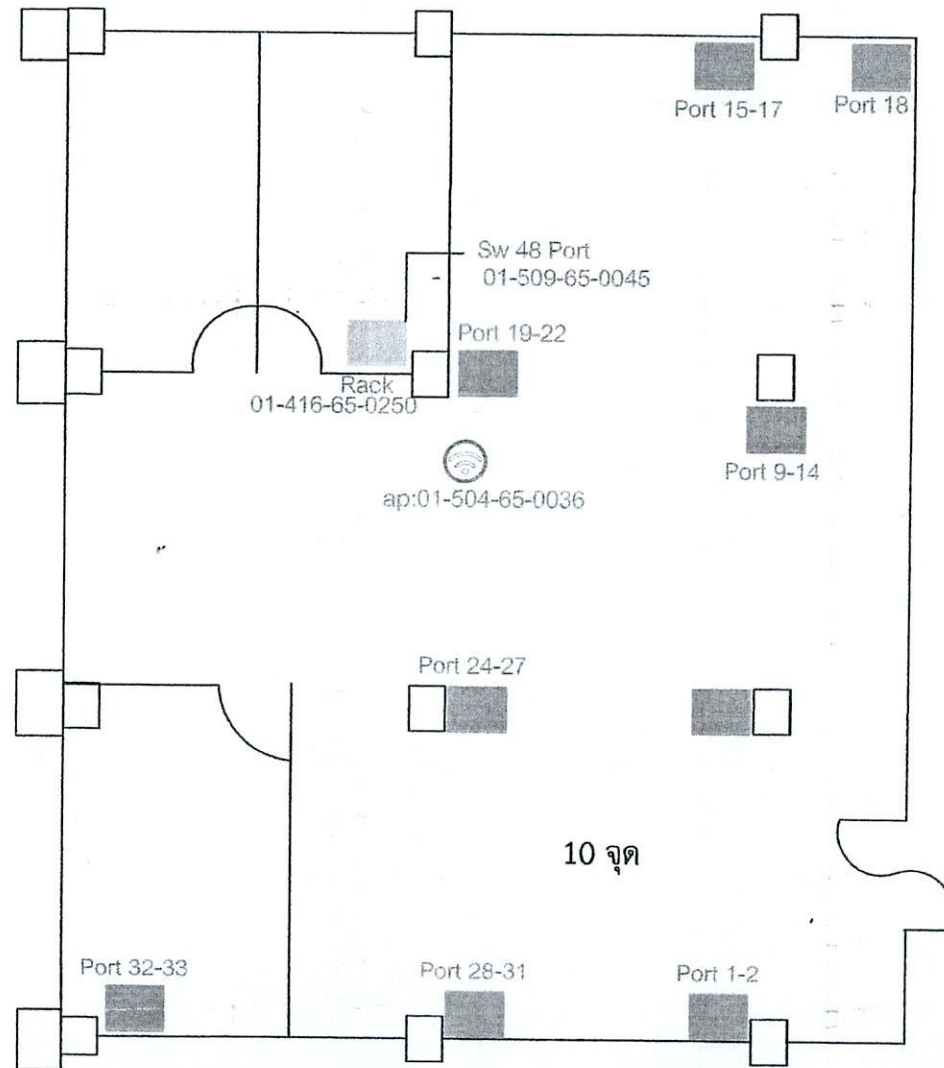 Port 15-17
Port 18
Sw 48 Port
01-509-65-0045
Port 19-22
Rack
01-416-65-0250
Port 9-14
ap:01-504-65-0036
Port 24-27
10 จุด
Port 32-33
Port 28-31
Port 1-2